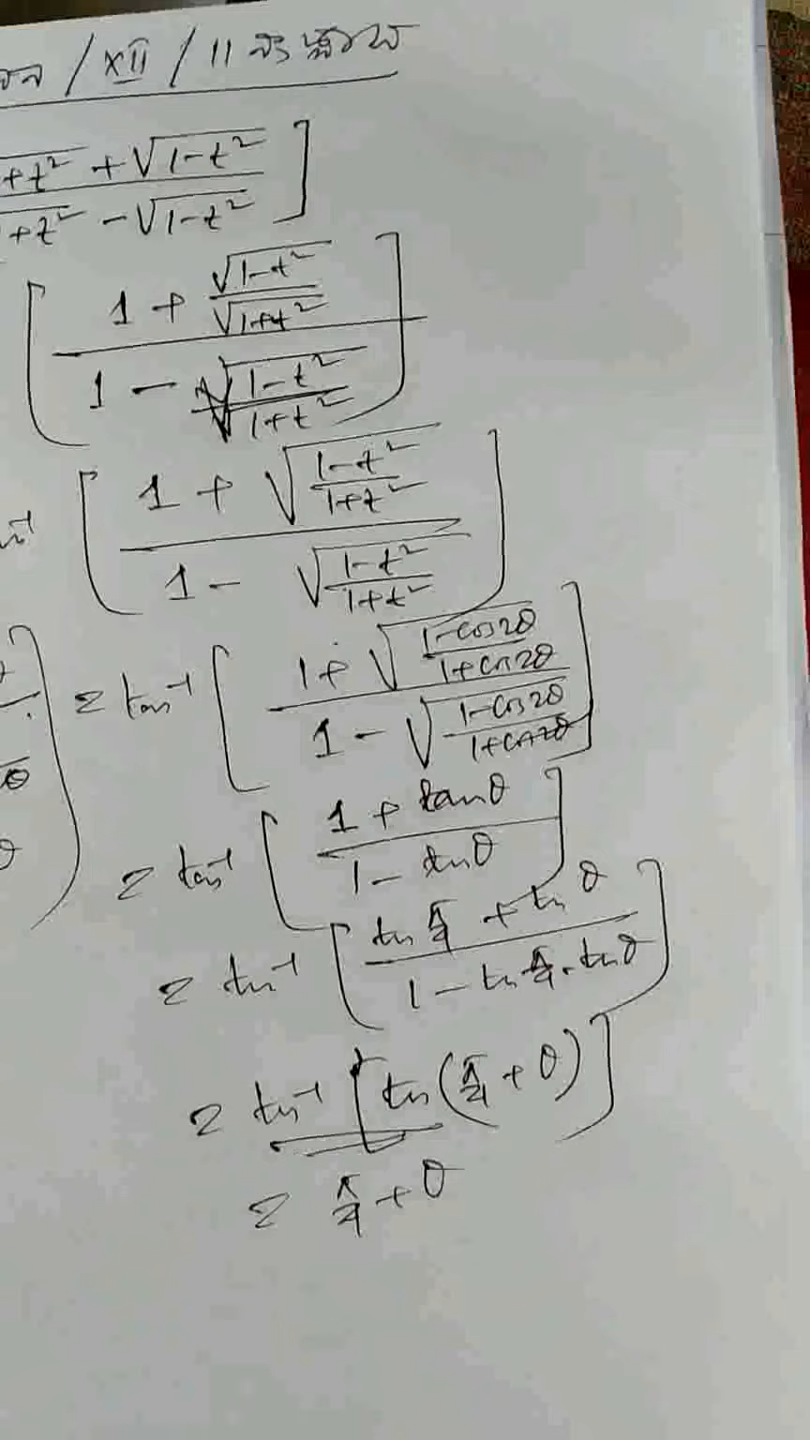 / XII / 11
+t² + √1-t² ]
+t² - √1-t²
[ 1 + √1-t² / √1+t² ]
1 - √1-t² / √1+t²
[ 1 + √(1-t²/1+t²) ]
1 - √(1-t²/1+t²)
= tan⁻¹ [ 1+ √(1-cos2θ/1+cos2θ) ]
1 - √(1-cos2θ/1+cos2θ)
= tan⁻¹ [ 1 + tanθ ]
1 - tanθ
= tan⁻¹ [ tan π/4 + tan θ ]
1 - tan π/4 . tanθ
= tan⁻¹ [ tan (π/4 + θ) ]
= π/4 + θ